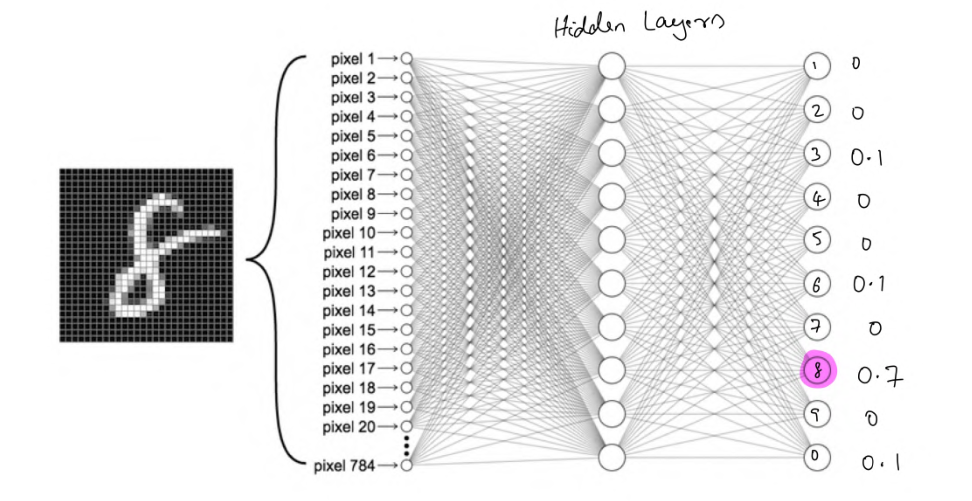 Hidden Layers
pixel 1
pixel 2
pixel 3
pixel 4
pixel 5
pixel 6
pixel 7
pixel 8
pixel 9
pixel 10
pixel 11
pixel 12
pixel 13
pixel 14
pixel 15
pixel 16
pixel 17
pixel 18
pixel 19
pixel 20
pixel 784
8
1 0
2 0
3 0.1
4 0
5 0
6 0.1
7 0
8 0.7
9 0
0 0.1